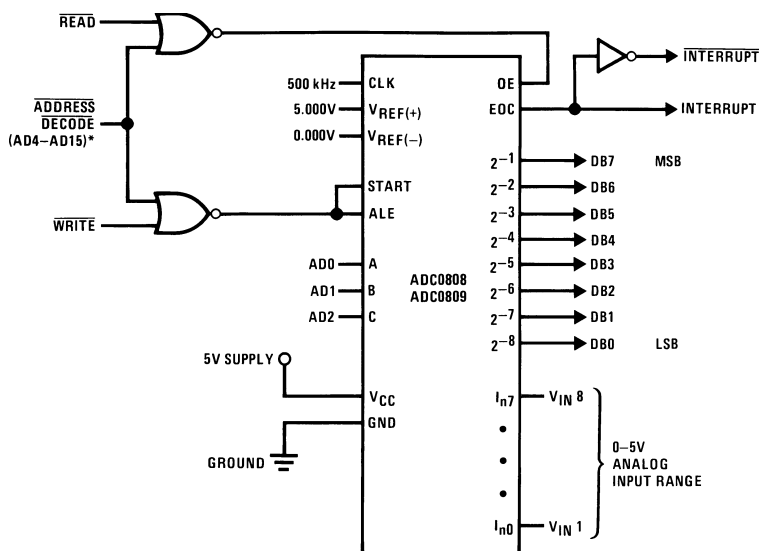 READ
ADDRESS
DECODE
(AD4–AD15)*
WRITE
500 kHz
CLK
5.000V
VREF(+)
0.000V
VREF(−)
START
ALE
AD0
A
AD1
B
AD2
C
5V SUPPLY
VCC
GND
GROUND
ADC0808
ADC0809
OE
EOC
INTERRUPT
INTERRUPT
2−1
DB7
MSB
2−2
DB6
2−3
DB5
2−4
DB4
2−5
DB3
2−6
DB2
2−7
DB1
2−8
DB0
LSB
In7
VIN 8
0–5V
ANALOG
INPUT RANGE
In0
VIN 1